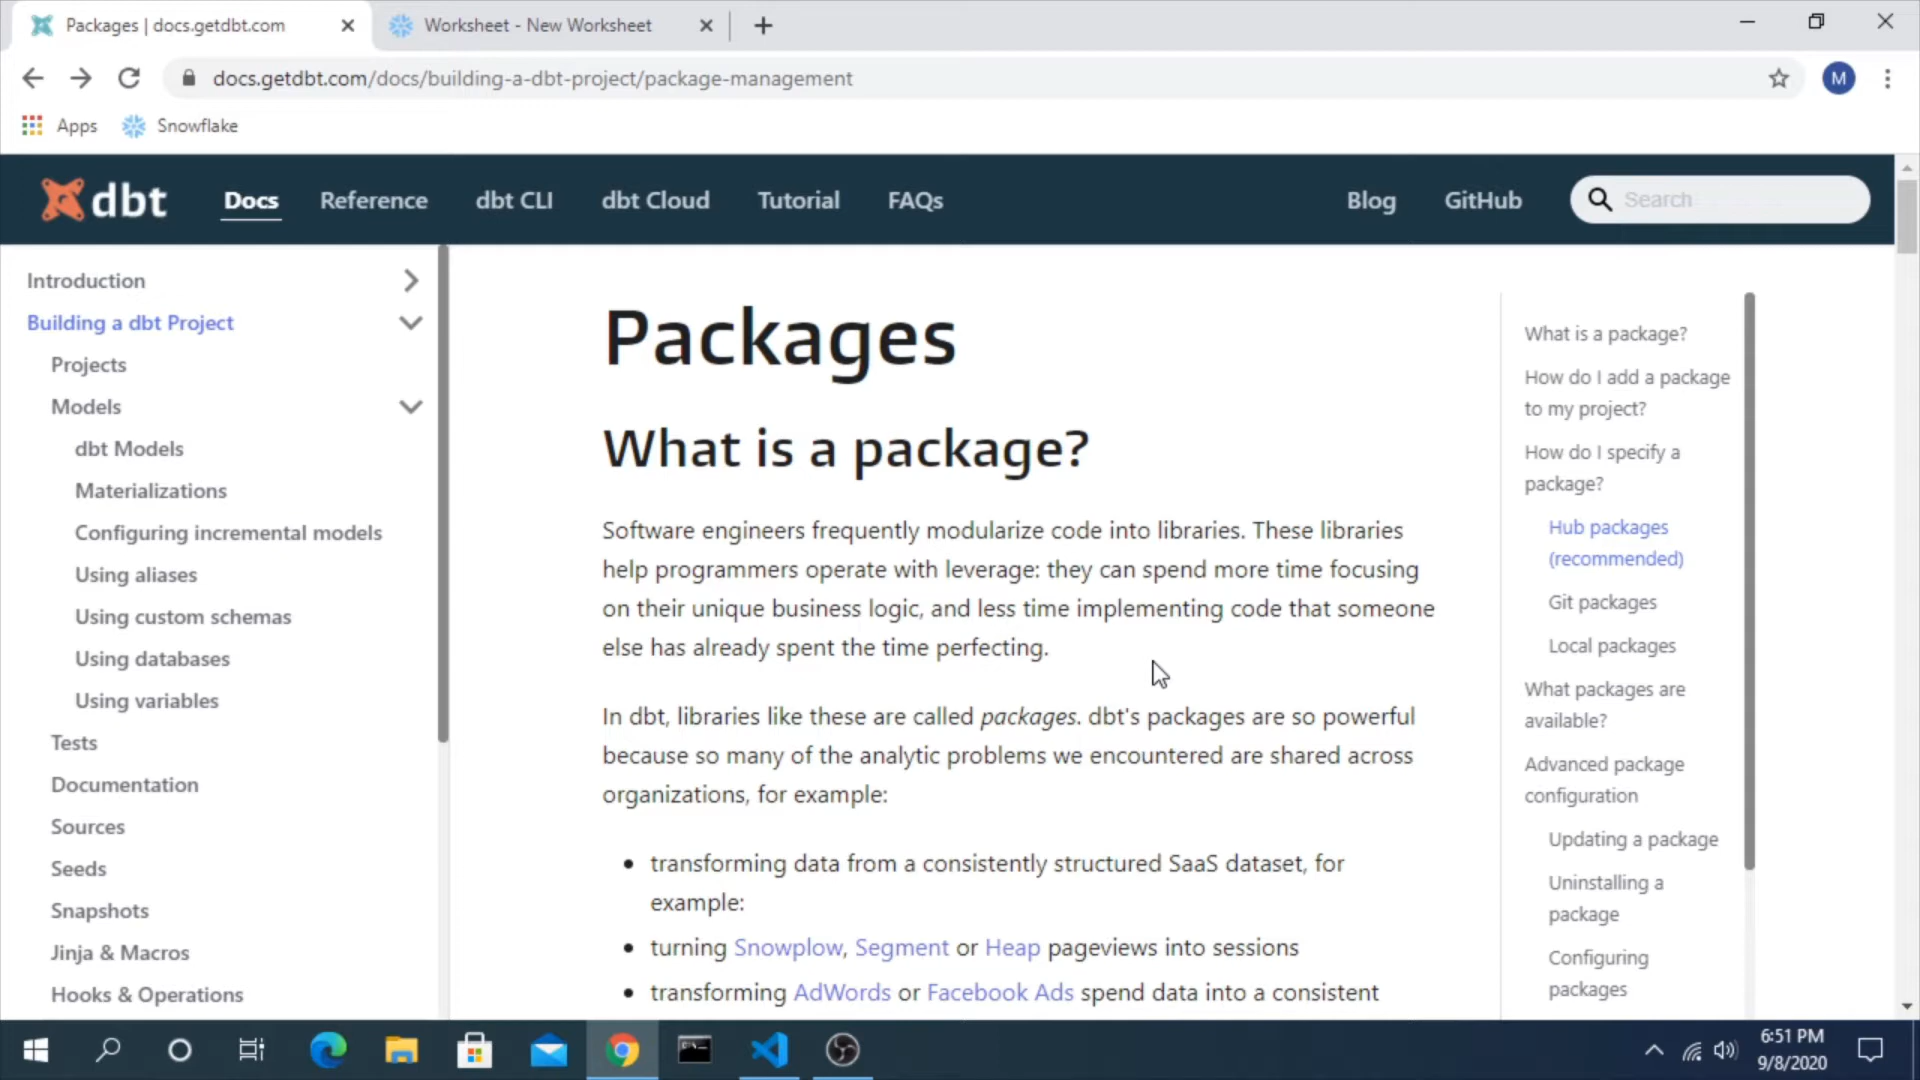 Packages | docs.getdbt.com
Worksheet - New Worksheet
docs.getdbt.com/docs/building-a-dbt-project/package-management
M
Apps
Snowflake
dbt
Docs
Reference
dbt CLI
dbt Cloud
Tutorial
FAQs
Blog
GitHub
Search
Introduction
Building a dbt Project
Projects
Models
dbt Models
Materializations
Configuring incremental models
Using aliases
Using custom schemas
Using databases
Using variables
Tests
Documentation
Sources
Seeds
Snapshots
Jinja & Macros
Hooks & Operations
Packages
What is a package?
Software engineers frequently modularize code into libraries. These libraries
help programmers operate with leverage: they can spend more time focusing
on their unique business logic, and less time implementing code that someone
else has already spent the time perfecting.
In dbt, libraries like these are called packages. dbt's packages are so powerful
because so many of the analytic problems we encountered are shared across
organizations, for example:
transforming data from a consistently structured SaaS dataset, for
example:
turning Snowplow, Segment or Heap pageviews into sessions
transforming AdWords or Facebook Ads spend data into a consistent
What is a package?
How do I add a package
to my project?
How do I specify a
package?
Hub packages
(recommended)
Git packages
Local packages
What packages are
available?
Advanced package
configuration
Updating a package
Uninstalling a
package
Configuring
packages
6:51 PM
9/8/2020